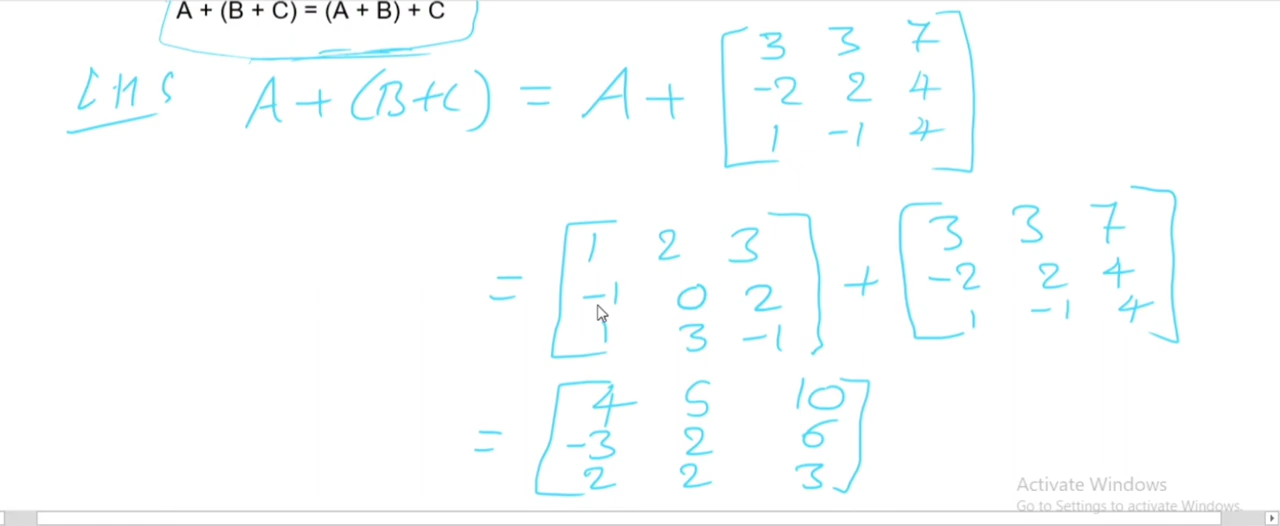 A + (B + C) = (A + B) + C
LHS A + (B+C) = A + [3 3 7
-2 2 4
1 -1 4]
= [1 2 3 + [3 3 7
-1 0 2 -2 2 4
1 3 -1] 1 -1 4]
= [4 5 10
-3 2 6
2 2 3]
Activate Windows
Go to Settings to activate Windows.